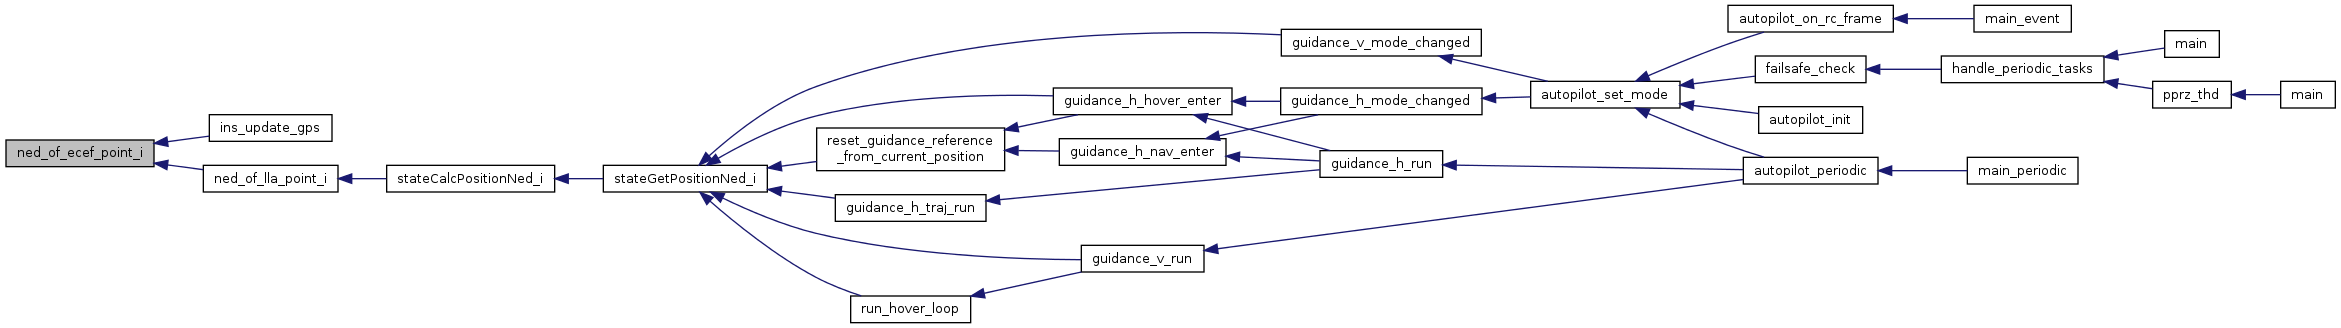 ned_of_ecef_point_i
ins_update_gps
ned_of_lla_point_i
stateCalcPositionNed_i
stateGetPositionNed_i
guidance_v_mode_changed
guidance_h_hover_enter
reset_guidance_reference
_from_current_position
guidance_h_nav_enter
guidance_h_traj_run
guidance_v_run
run_hover_loop
guidance_h_mode_changed
guidance_h_run
autopilot_set_mode
autopilot_on_rc_frame
failsafe_check
autopilot_init
autopilot_periodic
main_event
handle_periodic_tasks
main_periodic
main
pprz_thd
main